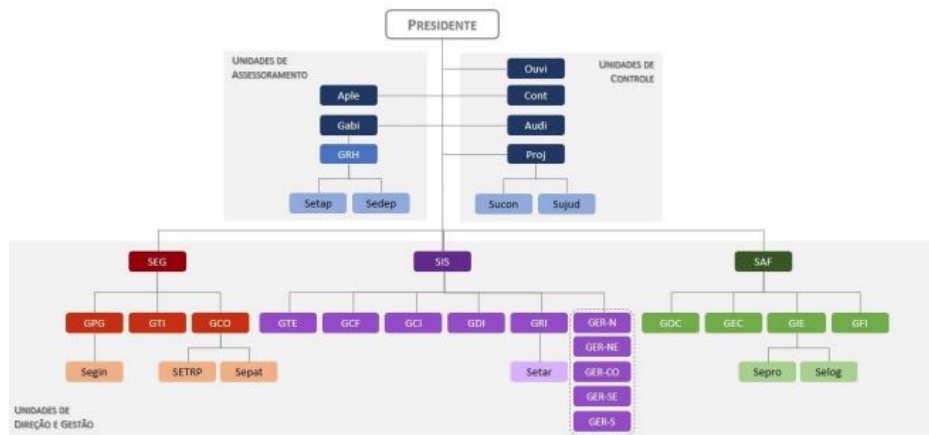 PRESIDENTE
UNIDADES DE
ASSESSORAMENTO
UNIDADES DE
CONTROLE
Ouvi
Aple
Cont
Gabi
Audi
GRH
Proj
Setap
Sedep
Sucon
Sujud
SEG
SIS
SAF
GPG
GTI
GCO
GTE
GCF
GCI
GDI
GRI
GER-N
GOC
GEC
GIE
GFI
GER-NE
Segin
SETRP
Sepat
Setar
GER-CO
Sepro
Selog
GER-SE
UNIDADES DE
DIREÇÃO E GESTÃO
GER-S